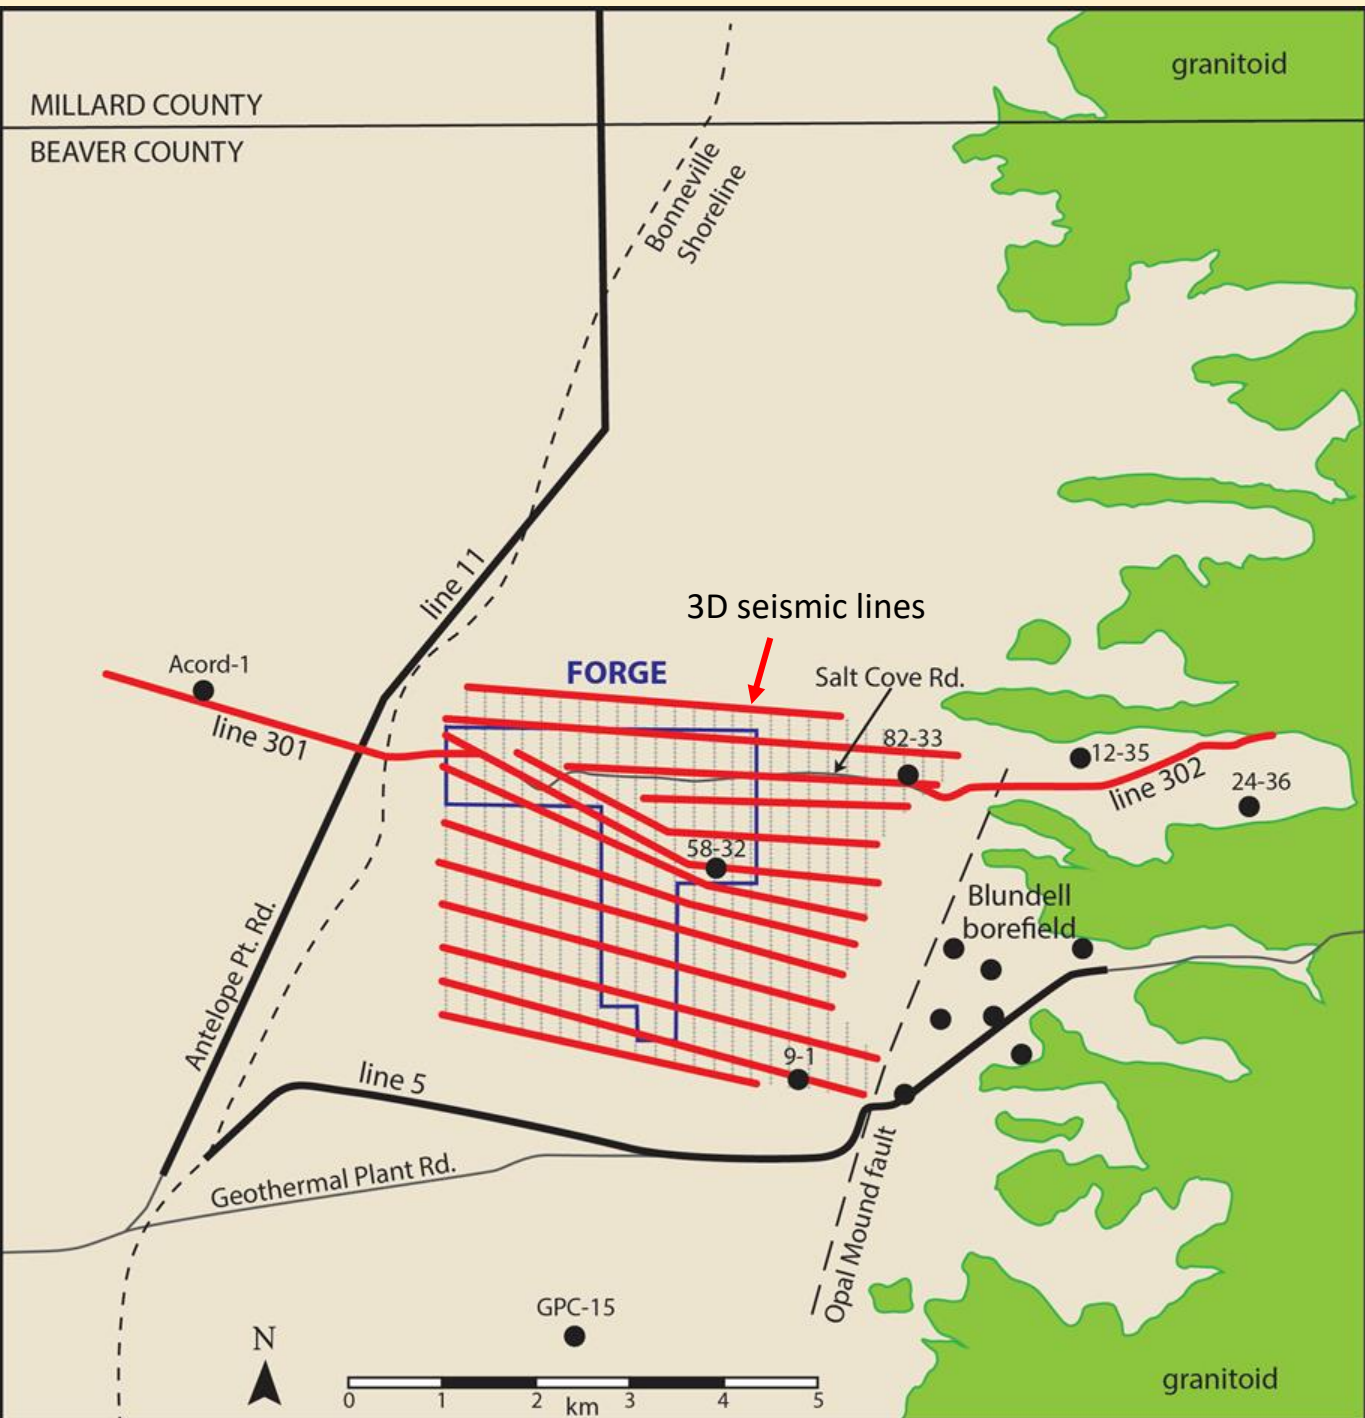 granitoid
MILLARD COUNTY
BEAVER COUNTY
Bonneville
Shoreline
line 11
3D seismic lines
Acord-1
FORGE
Salt Cove Rd.
line 301
82-33
12-35
line 302
24-36
58-32
Blundell
borefield
Antelope Pt. Rd.
9-1
line 5
Geothermal Plant Rd.
Opal Mound fault
GPC-15
N
0 1 2 3 4 5
km
granitoid